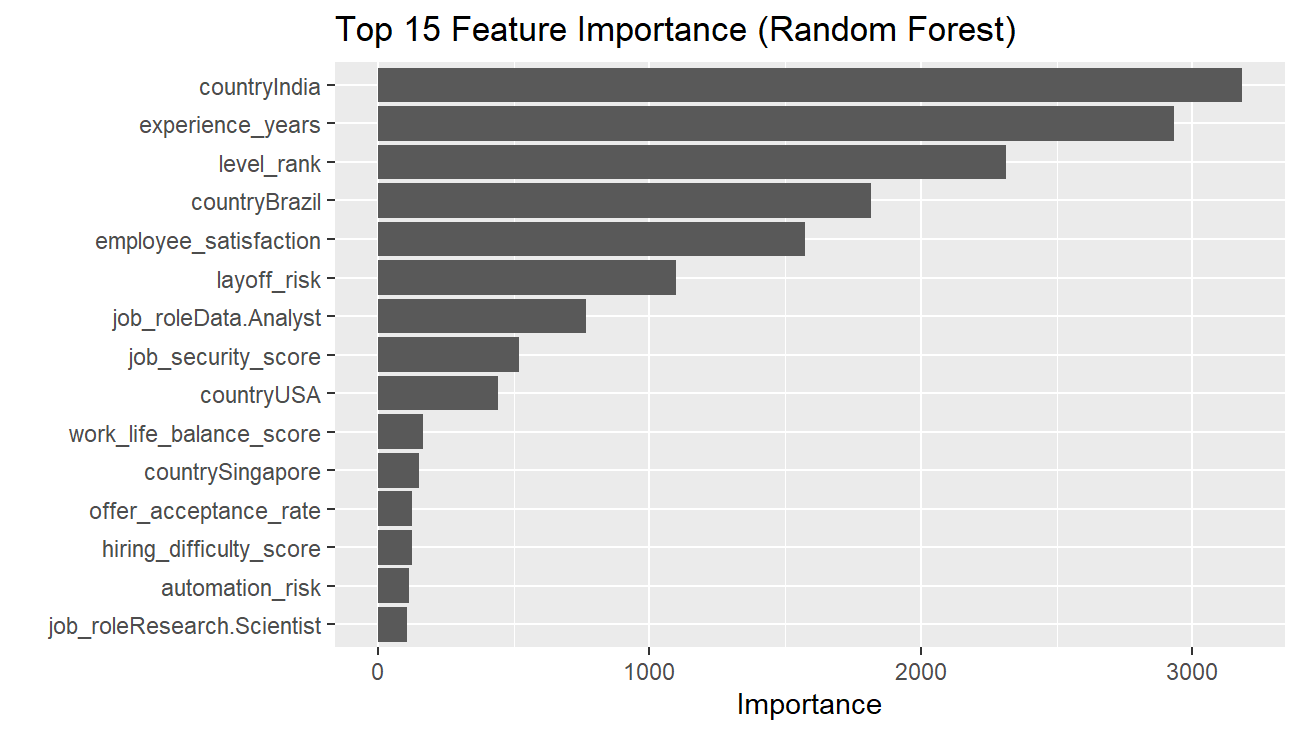 Top 15 Feature Importance (Random Forest)
countryIndia
experience_years
level_rank
countryBrazil
employee_satisfaction
layoff_risk
job_roleData.Analyst
job_security_score
countryUSA
work_life_balance_score
countrySingapore
offer_acceptance_rate
hiring_difficulty_score
automation_risk
job_roleResearch.Scientist
0 1000 2000 3000
Importance